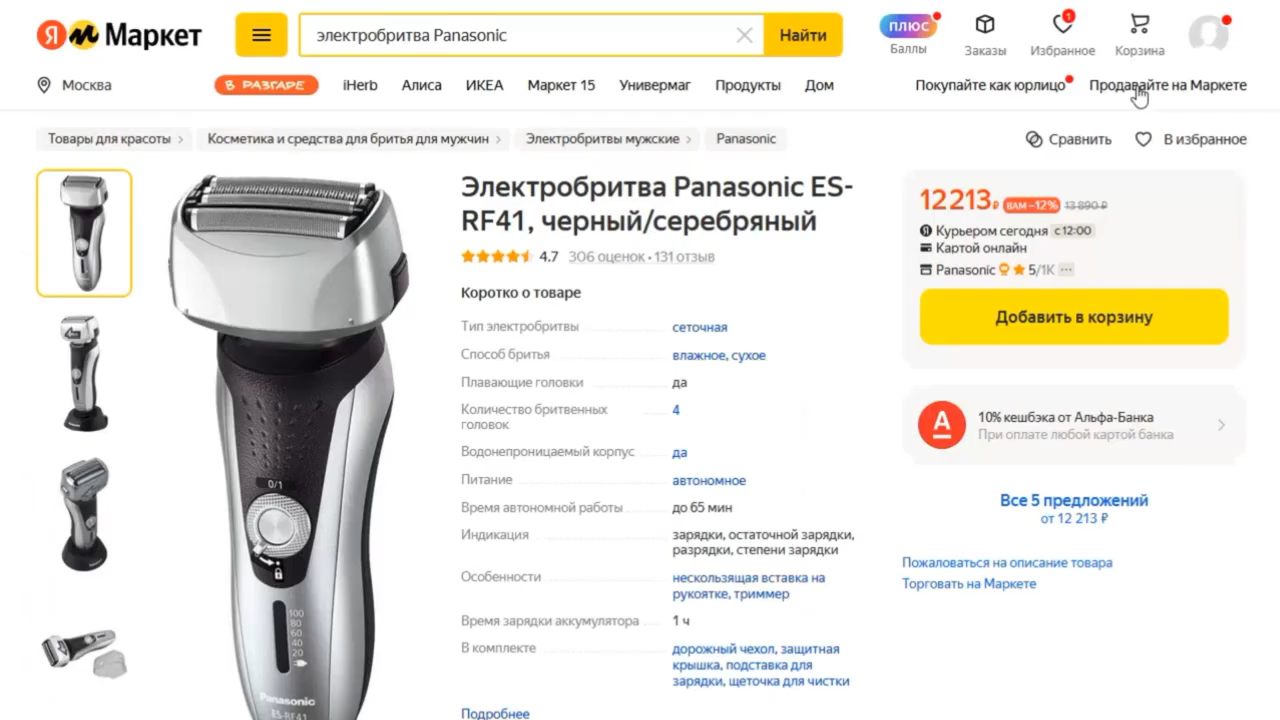 Я М Маркет
электробритва Panasonic
Найти
плюс
Баллы
Заказы
1
Избранное
Корзина
Москва
В РАЗГАРЕ
iHerb
Алиса
ИКЕА
Маркет 15
Универмаг
Продукты
Дом
Покупайте как юрлицо
Продавайте на Маркете
Товары для красоты >
Косметика и средства для бритья для мужчин >
Электробритвы мужские >
Panasonic
Сравнить
В избранное
Электробритва Panasonic ES-
RF41, черный/серебряный
4.7 306 оценок • 131 отзыв
Коротко о товаре
Тип электробритвы сеточная
Способ бритья влажное, сухое
Плавающие головки да
Количество бритвенных
головок
4
Водонепроницаемый корпус да
Питание автономное
Время автономной работы до 65 мин
Индикация зарядки, остаточной зарядки,
разрядки, степени зарядки
Особенности нескользящая вставка на
рукоятке, триммер
Время зарядки аккумулятора 1 ч
В комплекте дорожный чехол, защитная
крышка, подставка для
зарядки, щеточка для чистки
Подробнее
12 213 ₽ ВАМ −12% 13 890 ₽
Я Курьером сегодня с 12:00
Картой онлайн
Panasonic 5/1K ···
Добавить в корзину
А
10% кешбэка от Альфа-Банка
При оплате любой картой банка
Все 5 предложений
от 12 213 ₽
Пожаловаться на описание товара
Торговать на Маркете
0/1
100
80
60
40
20
Panasonic
ES-RF41